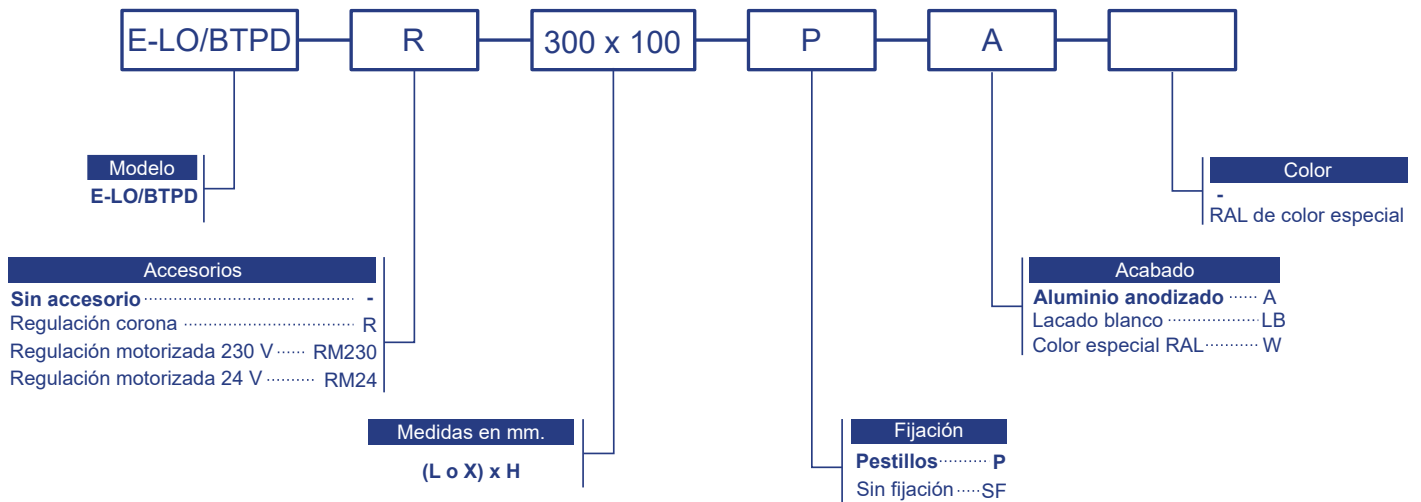 E-LO/BTPD R 300 x 100 P A
Modelo
E-LO/BTPD
Color
-
RAL de color especial
Accesorios
Sin accesorio -
Regulación corona R
Regulación motorizada 230 V RM230
Regulación motorizada 24 V RM24
Acabado
Aluminio anodizado A
Lacado blanco LB
Color especial RAL W
Medidas en mm.
(L o X) x H
Fijación
Pestillos P
Sin fijación SF